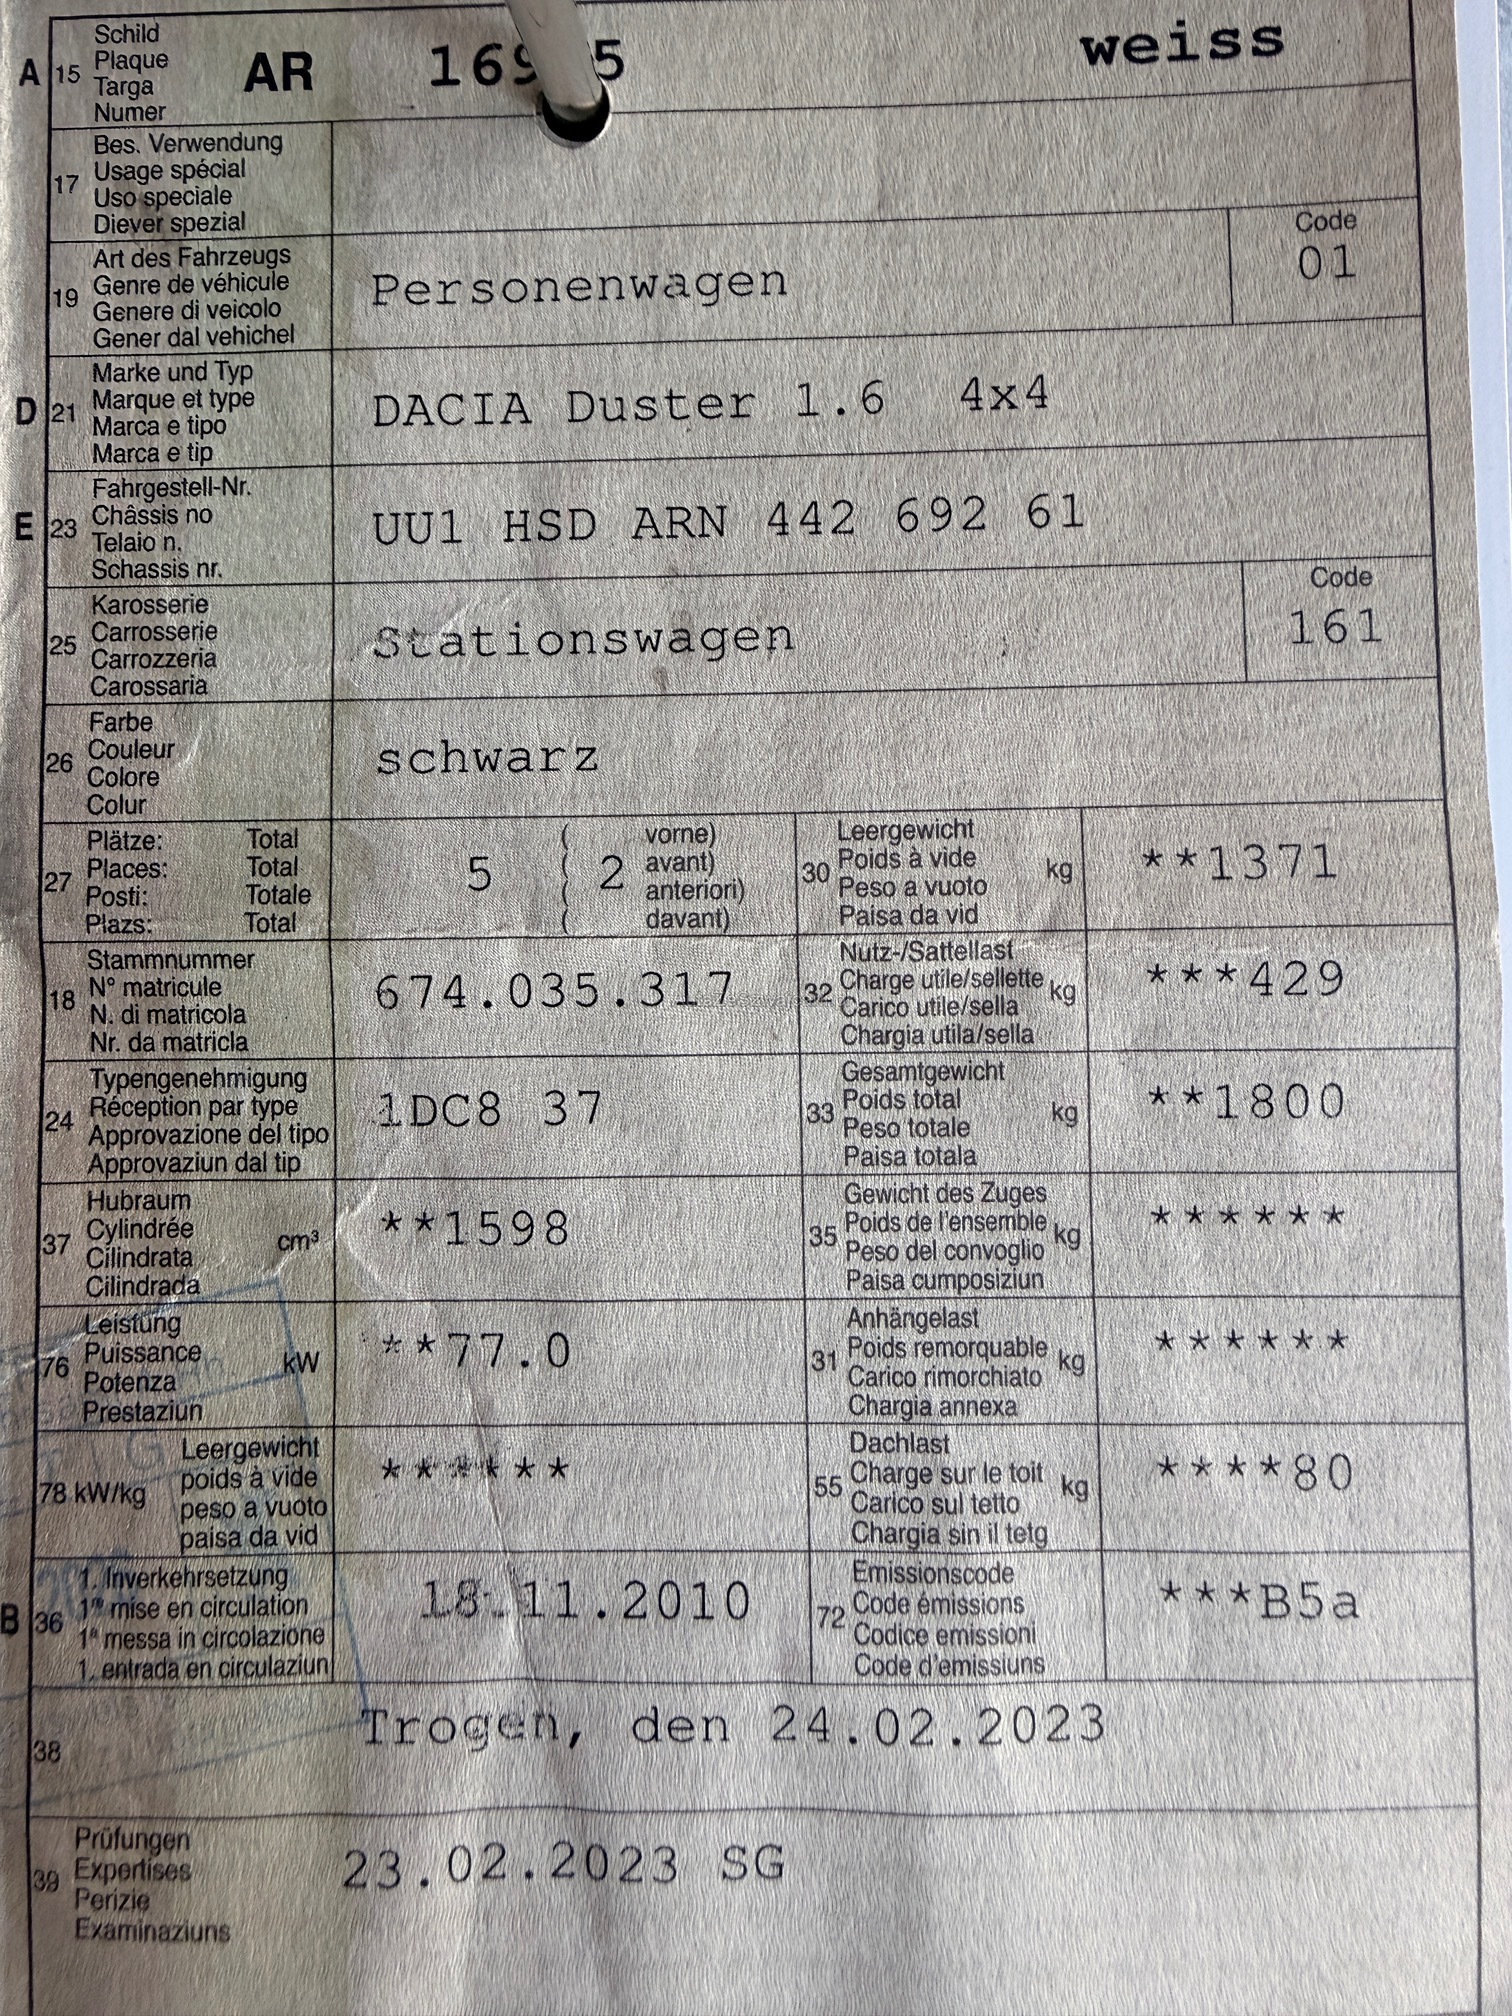 A 15 Schild
Plaque
Targa
Numer
AR 169 5 weiss
17 Bes. Verwendung
Usage spécial
Uso speciale
Diever spezial
19 Art des Fahrzeugs
Genre de véhicule
Genere di veicolo
Gener dal vehichel
Personenwagen
Code
01
D 21 Marke und Typ
Marque et type
Marca e tipo
Marca e tip
DACIA Duster 1.6 4x4
E 23 Fahrgestell-Nr.
Châssis no
Telaio n.
Schassis nr.
UU1 HSD ARN 442 692 61
25 Karosserie
Carrosserie
Carrozzeria
Carossaria
Stationswagen
Code
161
26 Farbe
Couleur
Colore
Colur
schwarz
27 Plätze: Total
Places: Total
Posti: Totale
Plazs: Total
5 ( 2 vorne)
( avant)
( anteriori)
( davant)
30 Leergewicht
Poids à vide kg
Peso a vuoto
Paisa da vid
**1371
18 Stammnummer
N° matricule
N. di matricola
Nr. da matricla
674.035.317
32 Nutz-/Sattellast
Charge utile/sellette kg
Carico utile/sella
Chargia utila/sella
***429
24 Typengenehmigung
Réception par type
Approvazione del tipo
Approvaziun dal tip
1DC8 37
33 Gesamtgewicht
Poids total kg
Peso totale
Paisa totala
**1800
37 Hubraum
Cylindrée cm³
Cilindrata
Cilindrada
**1598
35 Gewicht des Zuges
Poids de l'ensemble kg
Peso del convoglio
Paisa cumposiziun
******
76 Leistung
Puissance kW
Potenza
Prestaziun
**77.0
31 Anhängelast
Poids remorquable kg
Carico rimorchiato
Chargia annexa
******
78 kW/kg Leergewicht
poids à vide
peso a vuoto
paisa da vid
******
55 Dachlast
Charge sur le toit kg
Carico sul tetto
Chargia sin il tetg
****80
B 36 1. Inverkehrsetzung
1re mise en circulation
1a messa in circolazione
1. entrada en circulaziun
18.11.2010
72 Emissionscode
Code émissions
Codice emissioni
Code d'emissiuns
***B5a
38 Trogen, den 24.02.2023
39 Prüfungen
Expertises
Perizie
Examinaziuns
23.02.2023 SG